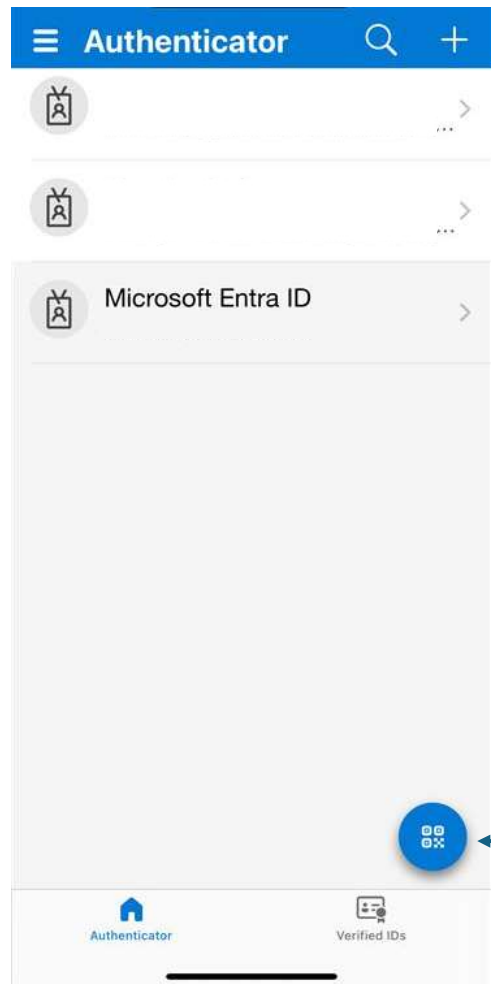 Authenticator
...
...
Microsoft Entra ID
Authenticator
Verified IDs